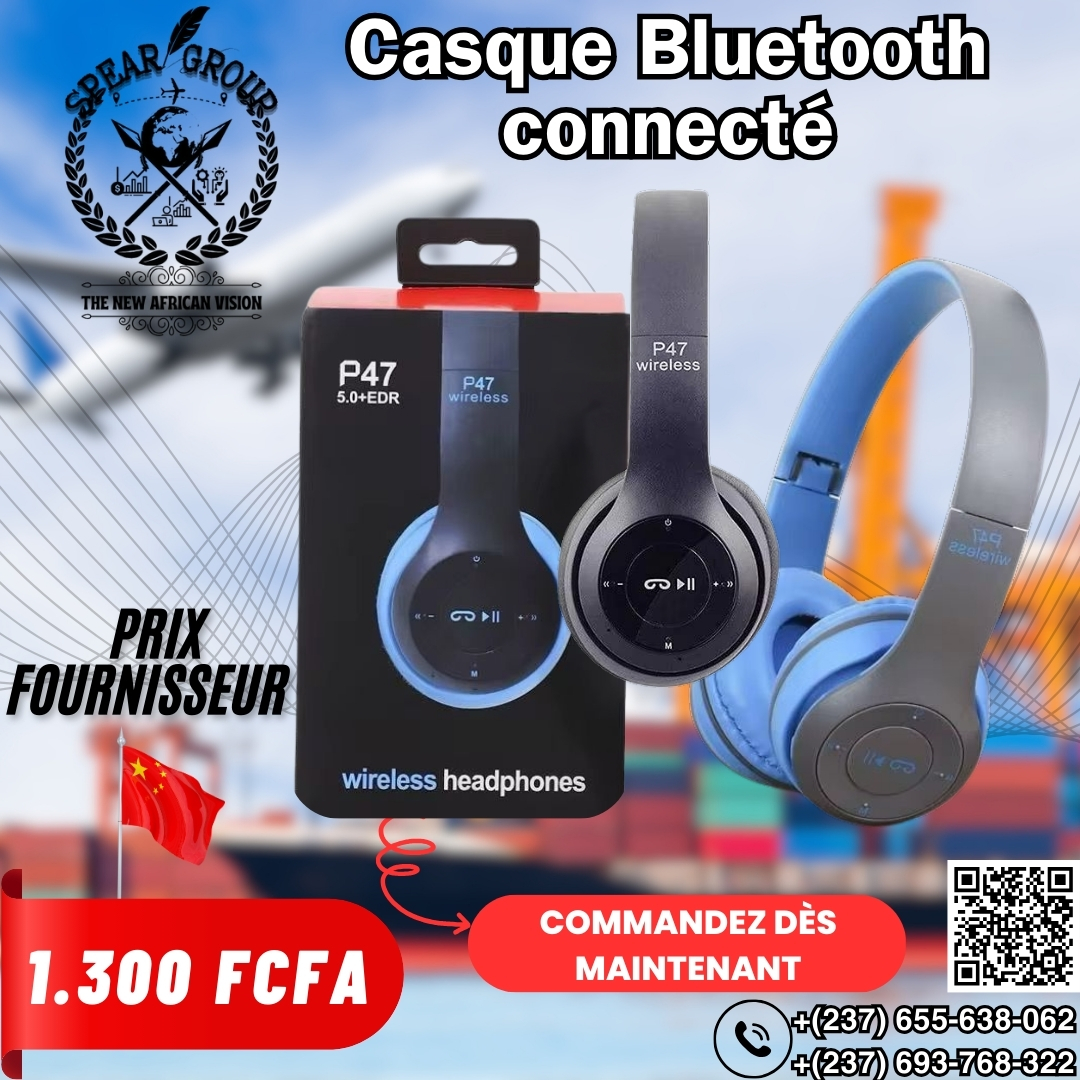 SPEAR GROUP
THE NEW AFRICAN VISION
Casque Bluetooth
connecté
P47
5.0+EDR
P47
wireless
P47
wireless
P47
wireless
M
M
M
wireless headphones
PRIX
FOURNISSEUR
1.300 FCFA
COMMANDEZ DÈS
MAINTENANT
+(237) 655-638-062
+(237) 693-768-322